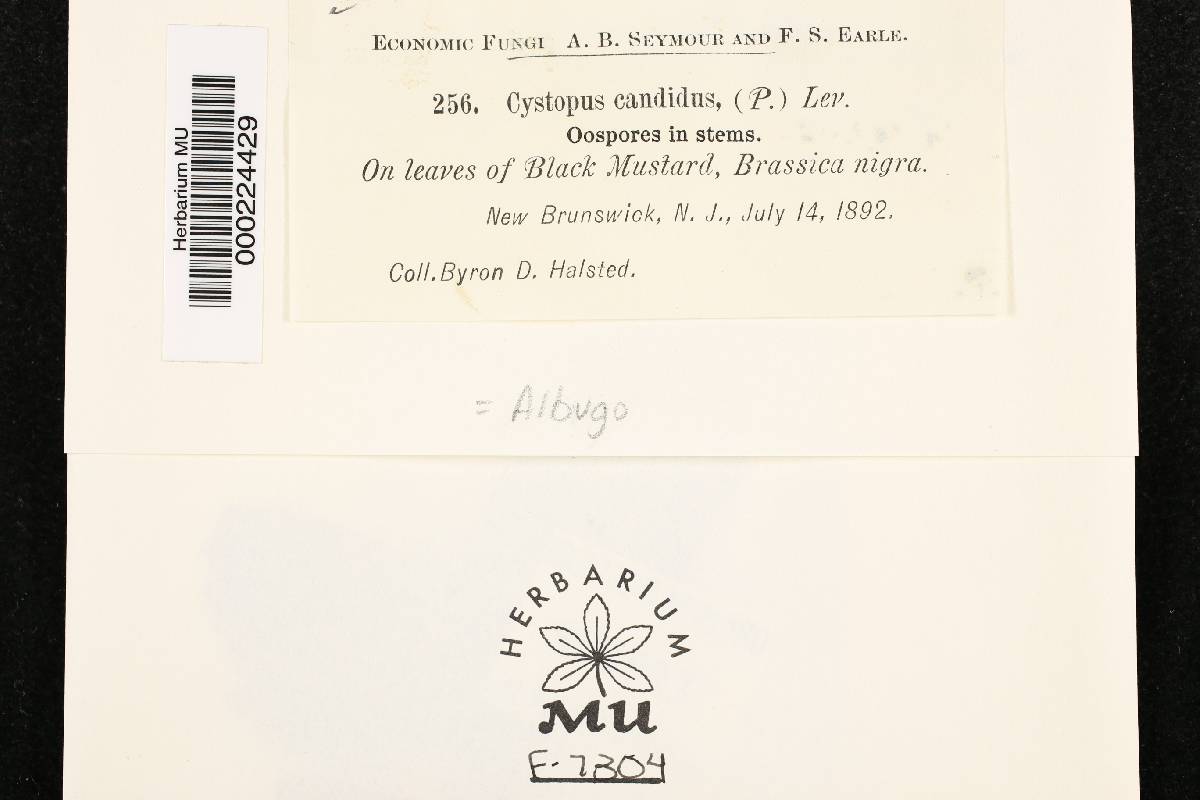 Economic Fungi A. B. Seymour and F. S. Earle.
256. Cystopus candidus, (P.) Lev.
Oospores in stems.
On leaves of Black Mustard, Brassica nigra.
New Brunswick, N. J., July 14, 1892.
Coll. Byron D. Halsted.
Herbarium MU
000224429
= Albugo
HERBARIUM
MU
F-7304